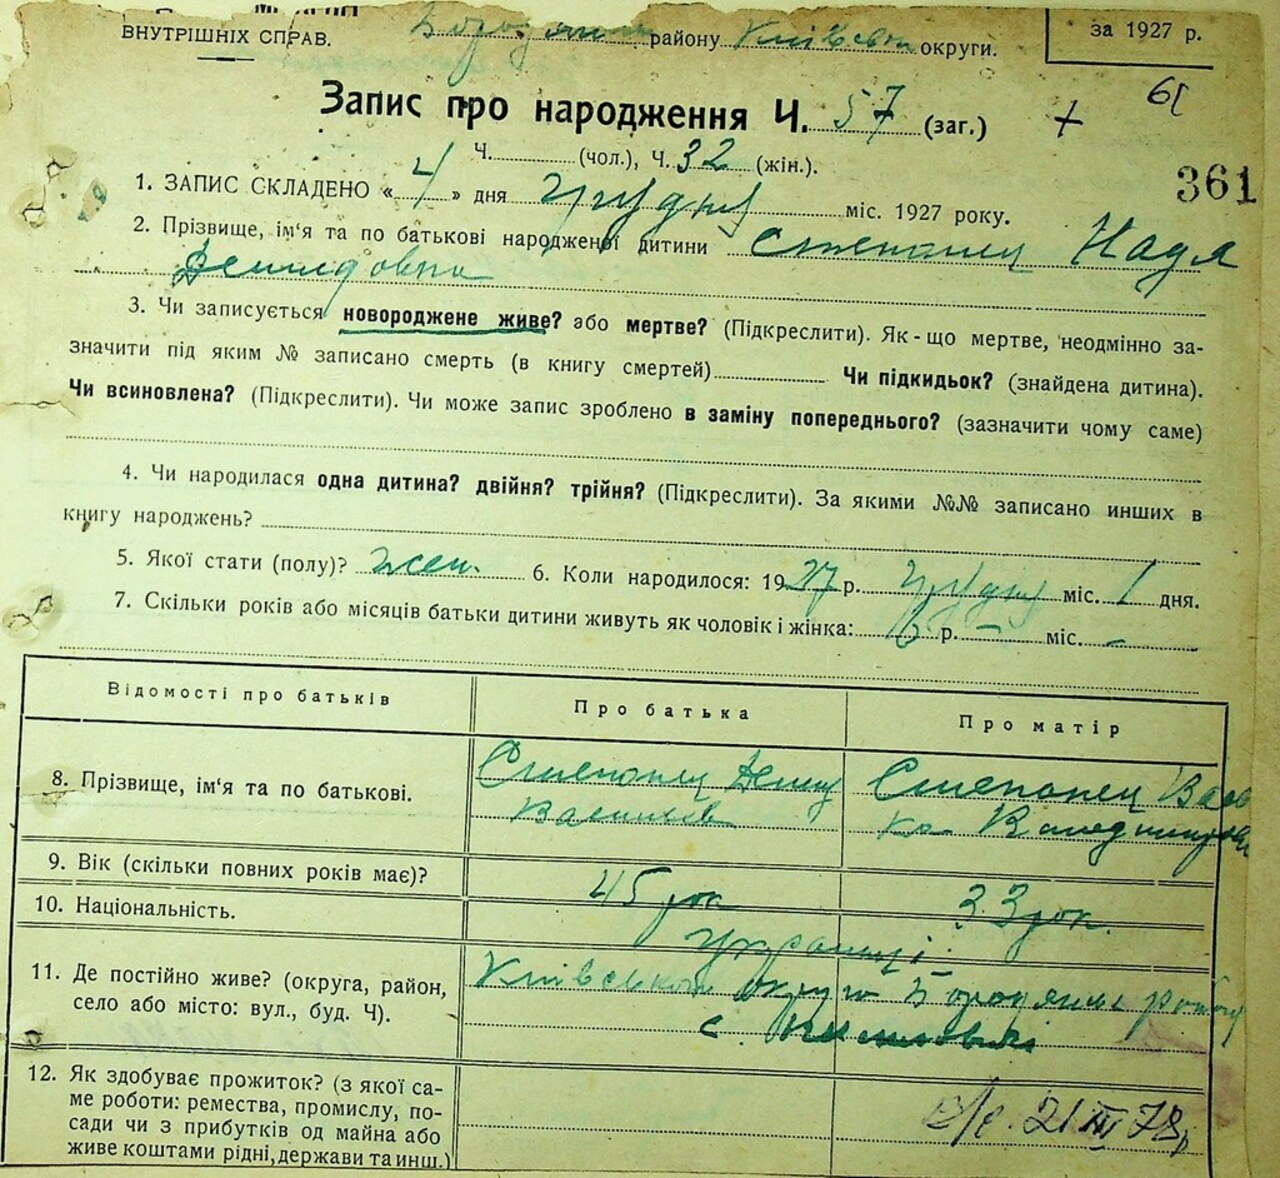 ВНУТРІШНІХ СПРАВ. району округи.
за 1927 р.
61
Запис про народження Ч. 57 (заг.) +
Ч. (чол.), Ч. 32 (жін.).
361
1. ЗАПИС СКЛАДЕНО « 4 » дня грудня міс. 1927 року.
2. Прізвище, ім‘я та по батькові народженої дитини Степанец Надя
Демидовна
3. Чи записується новороджене живе? або мертве? (Підкреслити). Як-що мертве, неодмінно за-
значити під яким № записано смерть (в книгу смертей) Чи підкидьок? (знайдена дитина).
Чи всиновлена? (Підкреслити). Чи може запис зроблено в заміну попереднього? (зазначити чому саме)
4. Чи народилася одна дитина? двійня? трійня? (Підкреслити). За якими №№ записано инших в
книгу народжень?
5. Якої стати (полу)? жен. 6. Коли народилося: 1927 р. грудня міс. 1 дня.
7. Скільки років або місяців батьки дитини живуть як чоловік і жінка: 6 р. – міс. –
Відомості про батьків Про батька Про матір
8. Прізвище, ім‘я та по батькові. Степанец Степанец
9. Вік (скільки повних років має)? 45 рок 33 рок.
10. Національність. українці
11. Де постійно живе? (округа, район,
село або місто: вул., буд. Ч). с.
12. Як здобуває прожиток? (з якої са-
ме роботи: ремества, промислу, по-
сади чи з прибутків од майна або
живе коштами рідні, держави та инш.)
21 III 78 р